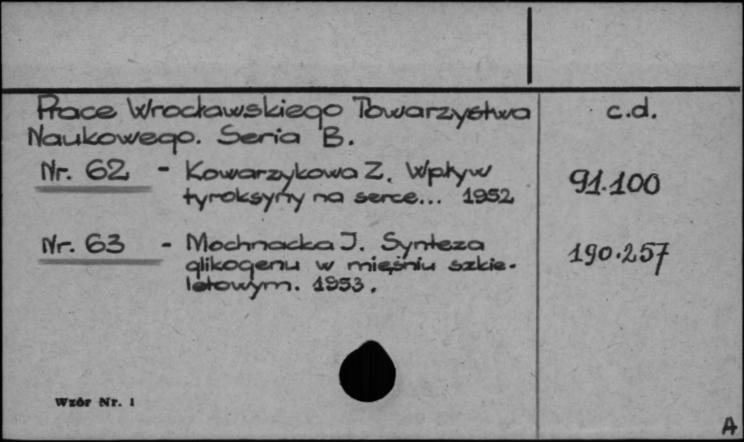 Prace Wrocławskiego Towarzystwa c.d.
Naukowego. Seria B.
Nr. 62 - Kowarzykowa Z. Wpływ 91.100
tyroksyny na serce... 1952
Nr. 63 - Mochnacka J. Synteza 190.257
glikogenu w mięśniu szkie-
letowym. 1953.
Wzór Nr. 1
A